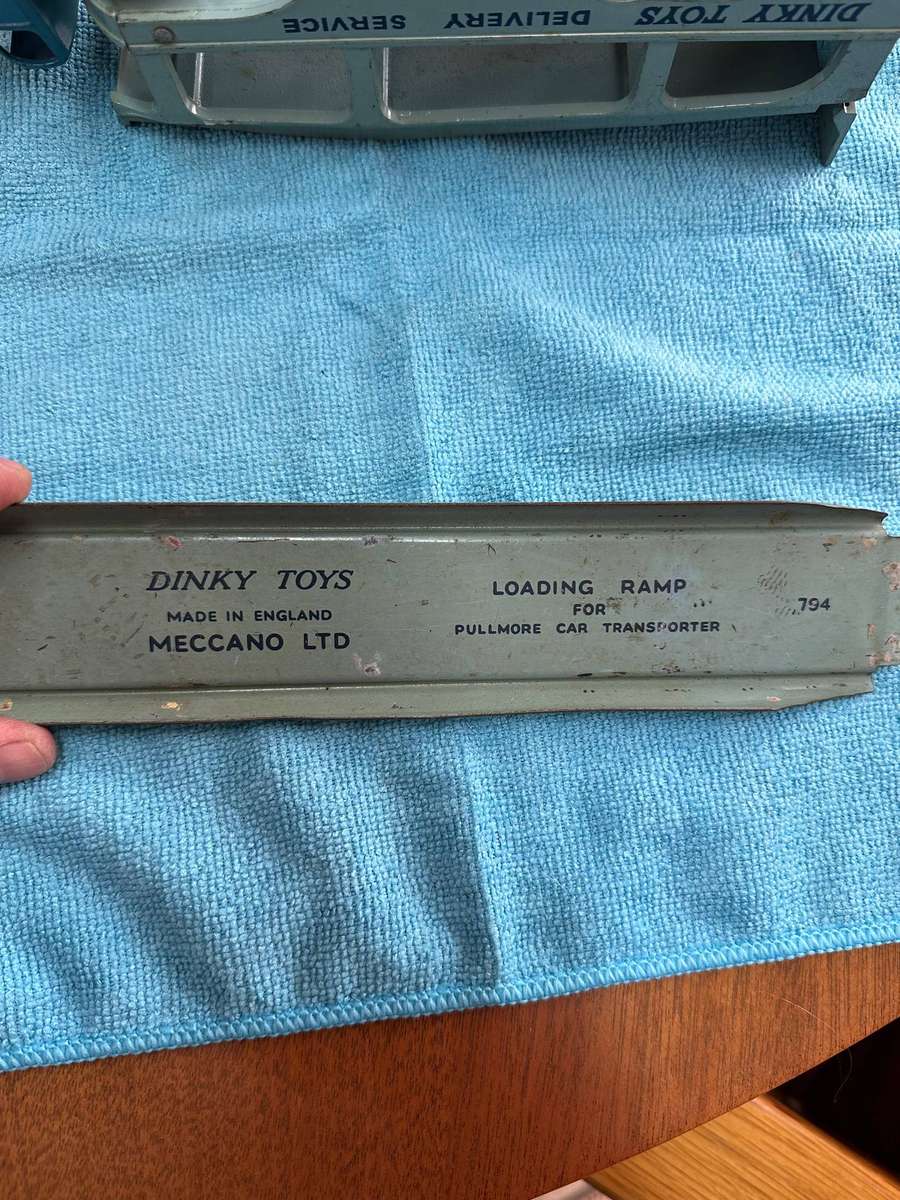 DINKY TOYS DELIVERY SERVICE
DINKY TOYS
MADE IN ENGLAND
MECCANO LTD
LOADING RAMP
FOR
PULLMORE CAR TRANSPORTER
794